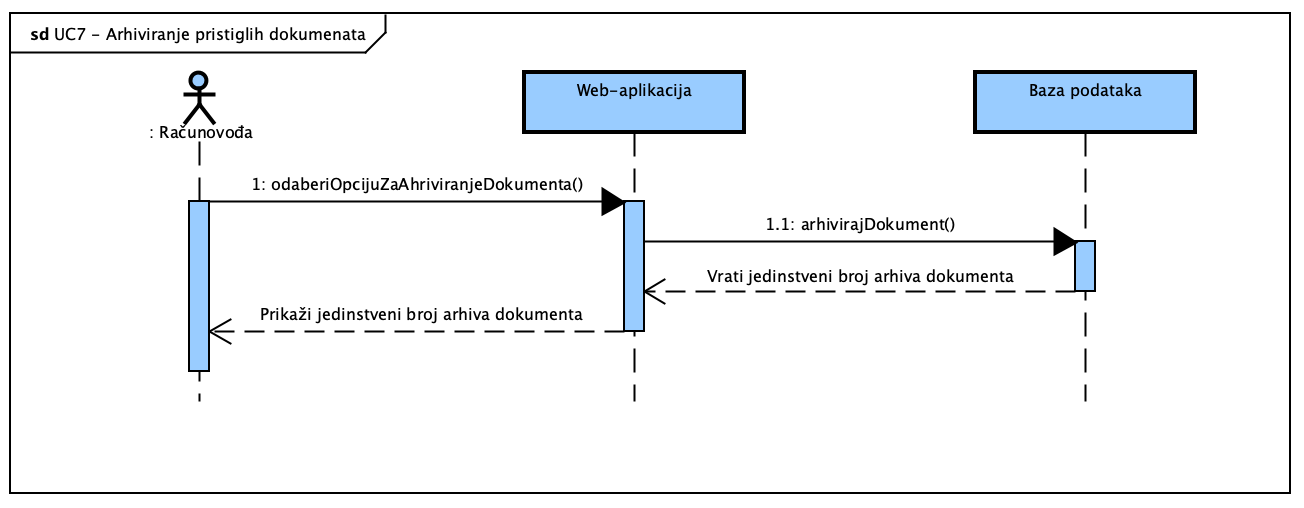 sd UC7 - Arhiviranje pristiglih dokumenata
: Računovođa
Web-aplikacija
Baza podataka
1: odaberiOpcijuZaAhriviranjeDokumenta()
1.1: arhivirajDokument()
Vrati jedinstveni broj arhiva dokumenta
Prikaži jedinstveni broj arhiva dokumenta